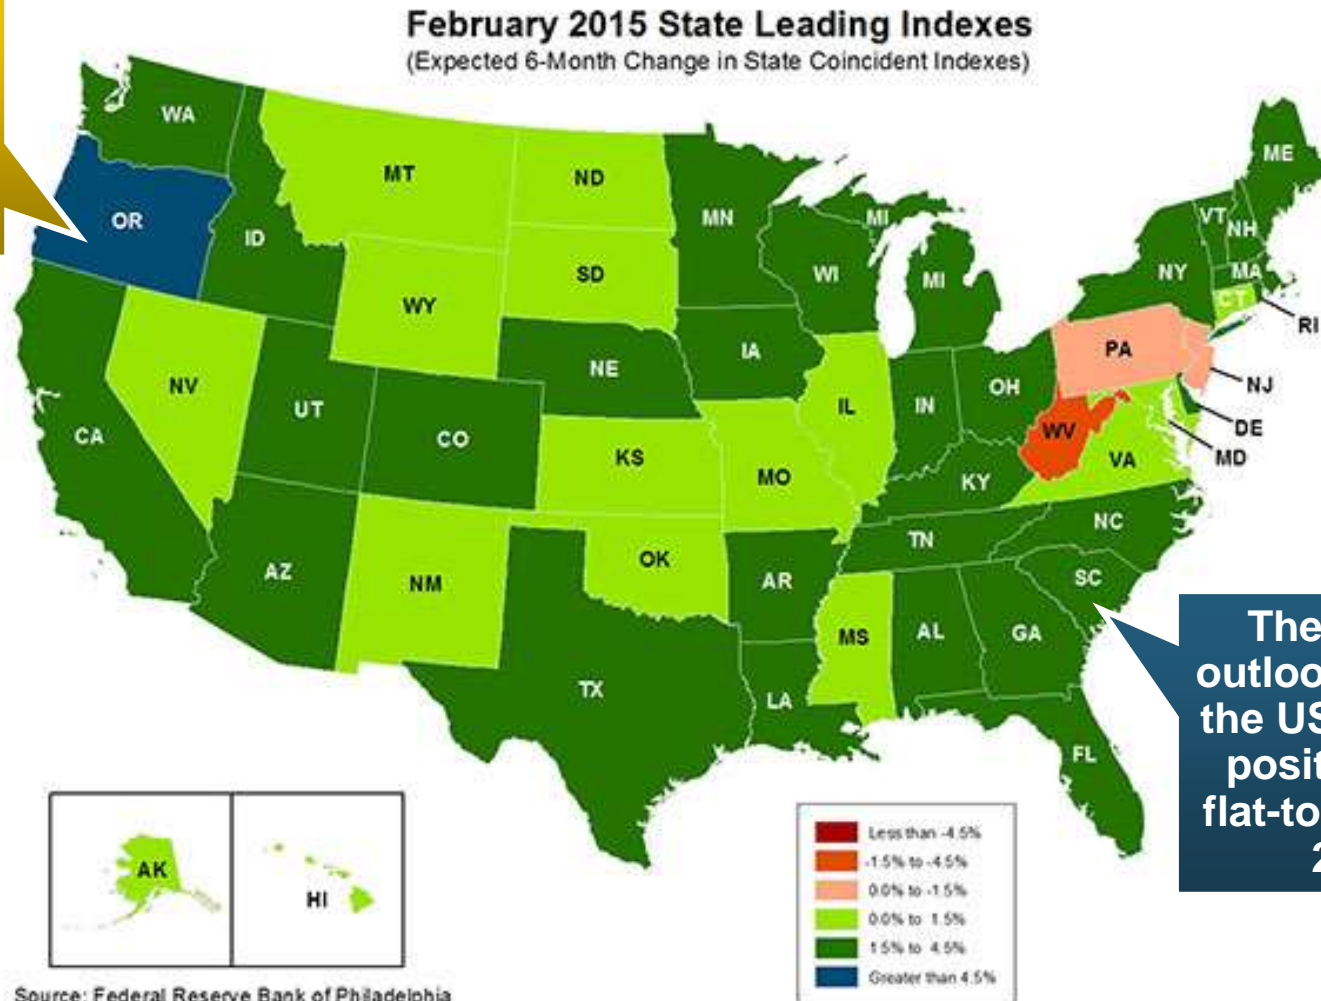 February 2015 State Leading Indexes
(Expected 6-Month Change in State Coincident Indexes)
WA
MT
ND
MN
ME
OR
ID
SD
WI
MI
MI
VT
NH
NY
MA
CT
RI
WY
NE
IA
PA
NJ
NV
UT
CO
KS
MO
IL
IN
OH
WV
VA
DE
MD
CA
KY
NC
AZ
NM
OK
AR
TN
SC
MS
AL
GA
TX
LA
FL
The
the US
flat-to
AK
HI
Less than -4.5%
-1.5% to -4.5%
0.0% to -1.5%
0.0% to 1.5%
1.5% to 4.5%
Greater than 4.5%
Source: Federal Reserve Bank of Philadelphia